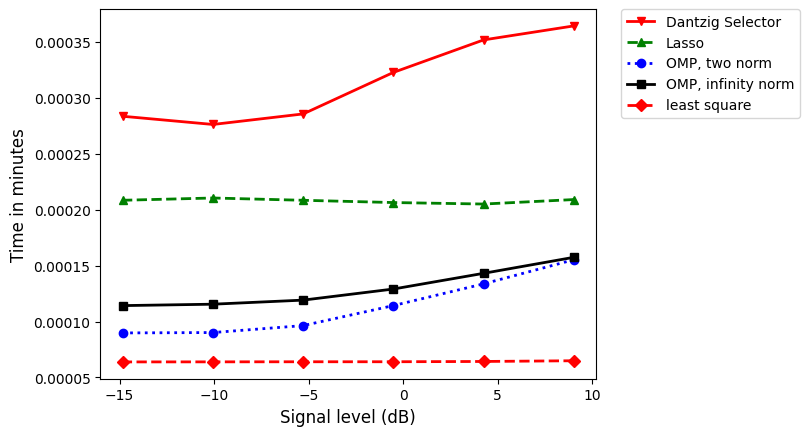 Dantzig Selector
Lasso
OMP, two norm
OMP, infinity norm
least square
Time in minutes
0.00035
0.00030
0.00025
0.00020
0.00015
0.00010
0.00005
−15 −10 −5 0 5 10
Signal level (dB)